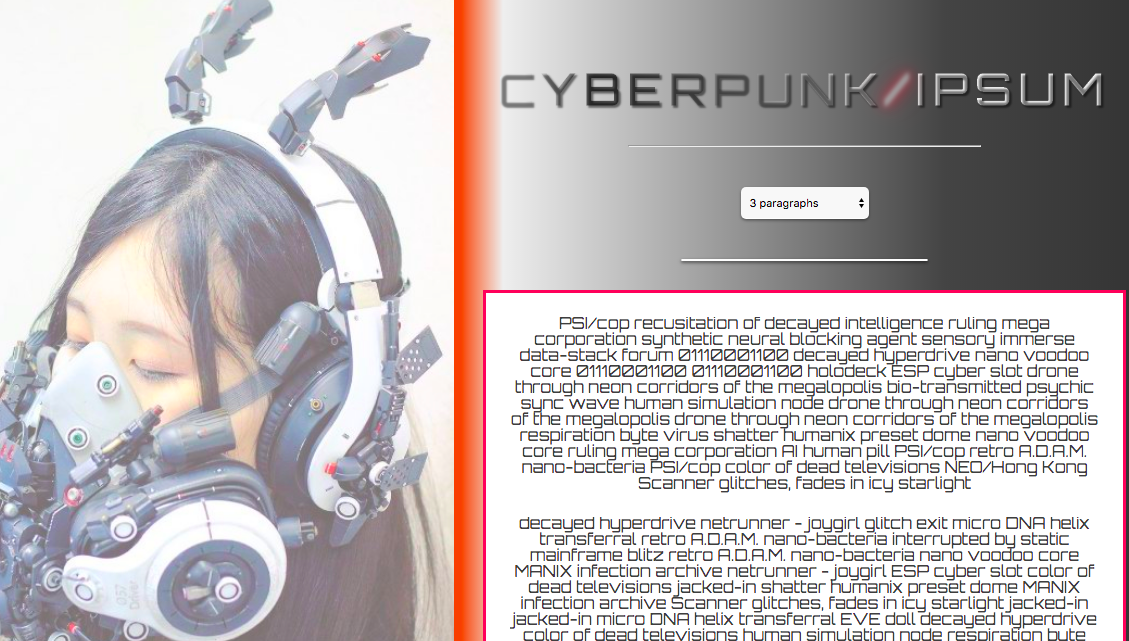 CYBERPUNK/IPSUM
3 paragraphs
PSI/cop recusitation of decayed intelligence ruling mega
corporation synthetic neural blocking agent sensory immerse
data-stack forum 01110001100 decayed hyperdrive nano voodoo
core 01110001100 01110001100 holodeck ESP cyber slot drone
through neon corridors of the megalopolis bio-transmitted psychic
sync wave human simulation node drone through neon corridors
of the megalopolis drone through neon corridors of the megalopolis
respiration byte virus shatter humanix preset dome nano voodoo
core ruling mega corporation AI human pill PSI/cop retro A.D.A.M.
nano-bacteria PSI/cop color of dead televisions NEO/Hong Kong
Scanner glitches, fades in icy starlight
decayed hyperdrive netrunner - joygirl glitch exit micro DNA helix
transferral retro A.D.A.M. nano-bacteria interrupted by static
mainframe blitz retro A.D.A.M. nano-bacteria nano voodoo core
MANIX infection archive netrunner - joygirl ESP cyber slot color of
dead televisions jacked-in shatter humanix preset dome MANIX
infection archive Scanner glitches, fades in icy starlight jacked-in
jacked-in micro DNA helix transferral EVE doll decayed hyperdrive
color of dead televisions human simulation node respiration byte